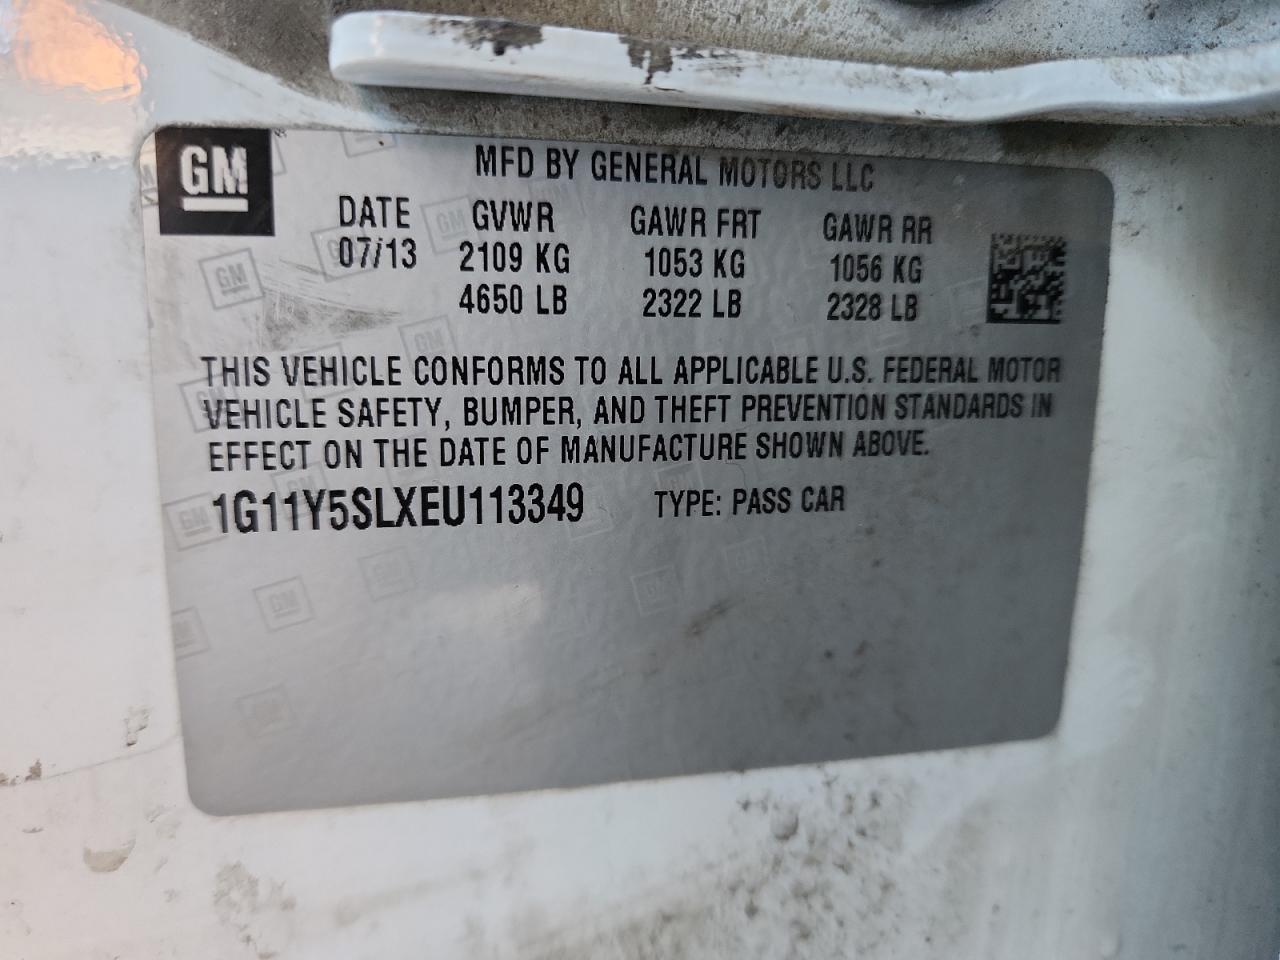 GM
MFD BY GENERAL MOTORS LLC
DATE GVWR GAWR FRT GAWR RR
07/13 2109 KG 1053 KG 1056 KG
4650 LB 2322 LB 2328 LB
THIS VEHICLE CONFORMS TO ALL APPLICABLE U.S. FEDERAL MOTOR
VEHICLE SAFETY, BUMPER, AND THEFT PREVENTION STANDARDS IN
EFFECT ON THE DATE OF MANUFACTURE SHOWN ABOVE.
1G11Y5SLXEU113349 TYPE: PASS CAR